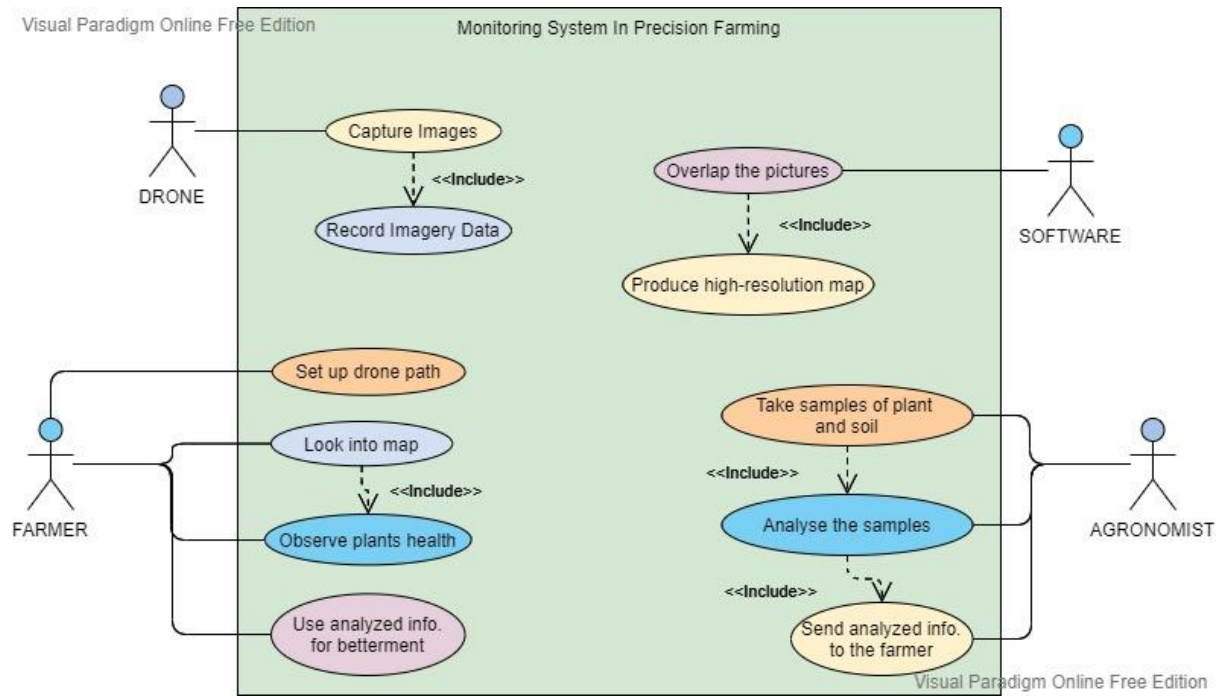 Visual Paradigm Online Free Edition
Monitoring System In Precision Farming
Capture Images
DRONE
<<Include>>
Record Imagery Data
Overlap the pictures
SOFTWARE
<<Include>>
Produce high-resolution map
Set up drone path
Look into map
<<Include>>
FARMER
Observe plants health
Use analyzed info.
for betterment
Take samples of plant
and soil
<<Include>>
Analyse the samples
AGRONOMIST
<<Include>>
Send analyzed info.
to the farmer
Visual Paradigm Online Free Edition